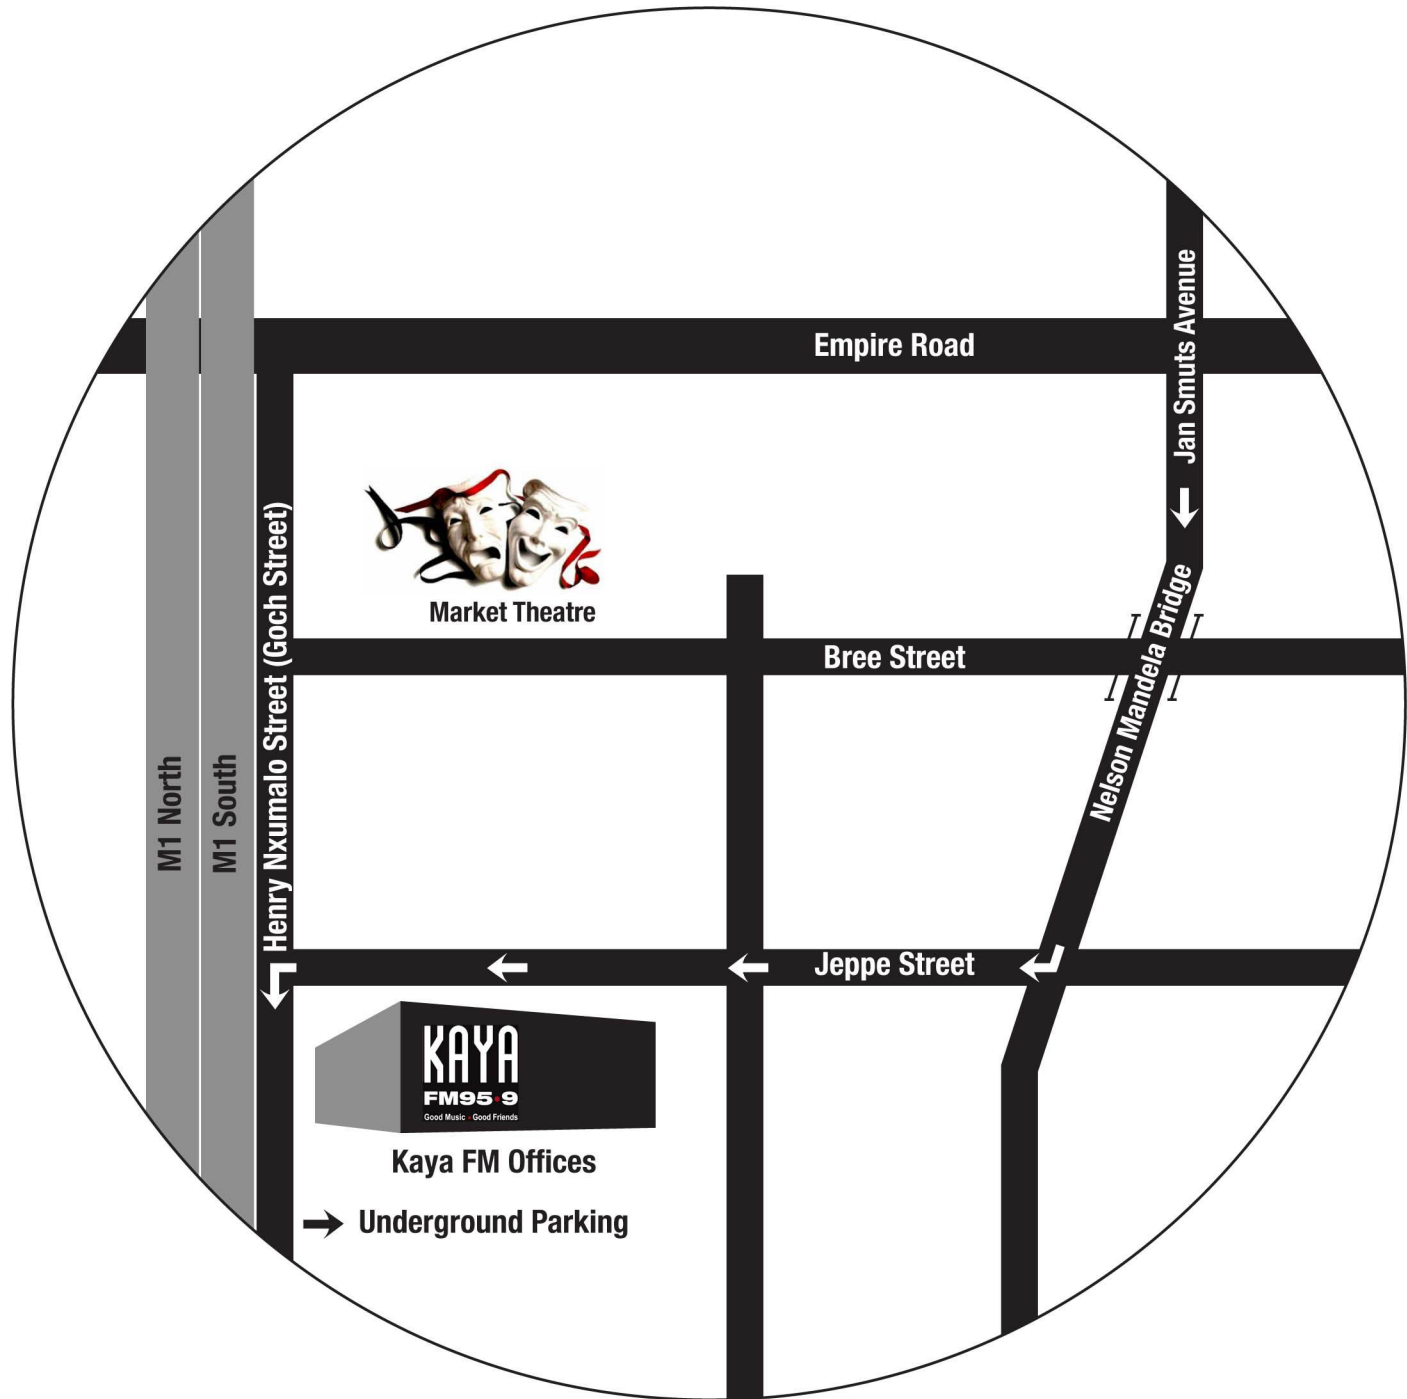 Empire Road
Jan Smuts Avenue
Market Theatre
Henry Nxumalo Street (Goch Street)
Bree Street
Nelson Mandela Bridge
M1 North
M1 South
Jeppe Street
KAYA
FM95•9
Good Music • Good Friends
Kaya FM Offices
Underground Parking